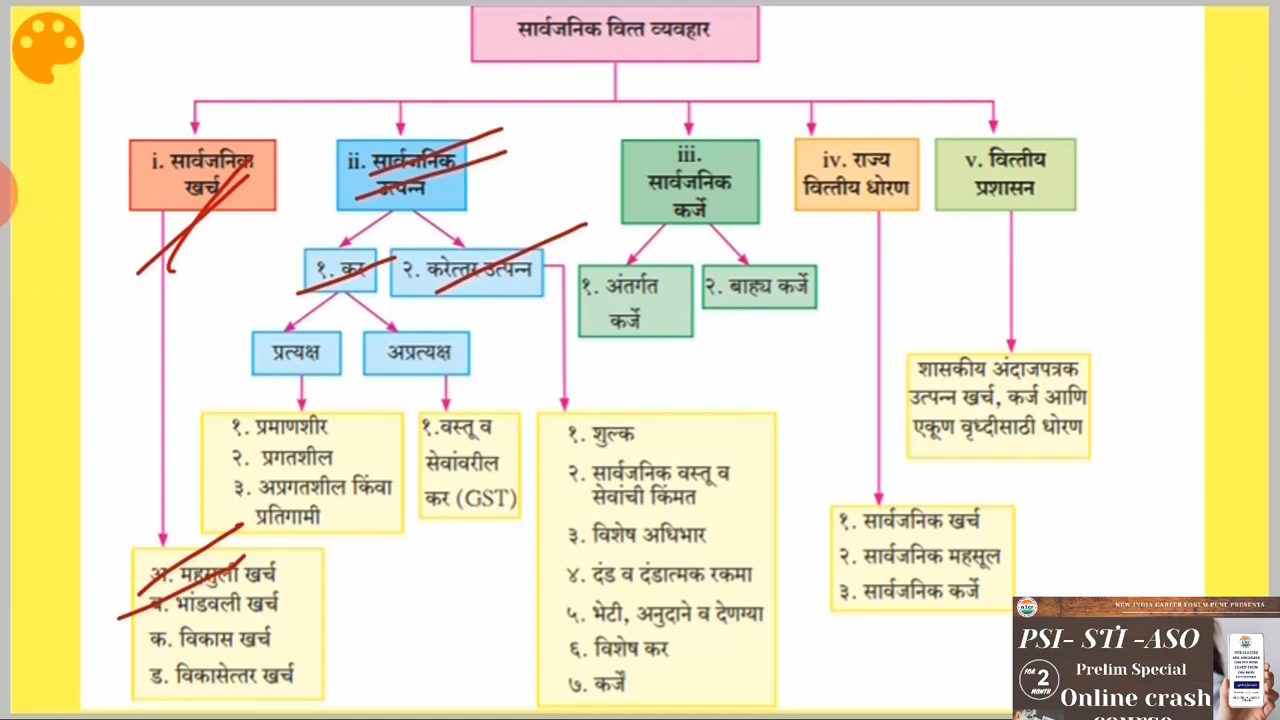 सार्वजनिक वित्त व्यवहार
i. सार्वजनिक
खर्च
ii. सार्वजनिक
उत्पन्न
iii.
सार्वजनिक
कर्जे
iv. राज्य
वित्तीय धोरण
v. वित्तीय
प्रशासन
१. कर
२. करेत्तर उत्पन्न
१. अंतर्गत
कर्जे
२. बाह्य कर्जे
प्रत्यक्ष
अप्रत्यक्ष
शासकीय अंदाजपत्रक
उत्पन्न खर्च, कर्ज आणि
एकूण वृध्दीसाठी धोरण
१. प्रमाणशीर
२. प्रगतशील
३. अप्रगतशील किंवा
प्रतिगामी
१.वस्तू व
सेवांवरील
कर (GST)
१. शुल्क
२. सार्वजनिक वस्तू व
सेवांची किंमत
३. विशेष अधिभार
४. दंड व दंडात्मक रकमा
५. भेटी, अनुदाने व देणग्या
६. विशेष कर
७. कर्जे
१. सार्वजनिक खर्च
२. सार्वजनिक महसूल
३. सार्वजनिक कर्जे
अ. महसुली खर्च
ब. भांडवली खर्च
क. विकास खर्च
ड. विकासेत्तर खर्च
NEW INDIA CAREER FORUM PUNE PRESENTS
PSI- STI -ASO
FOR
2
MONTH
Prelim Special
Online crash
course